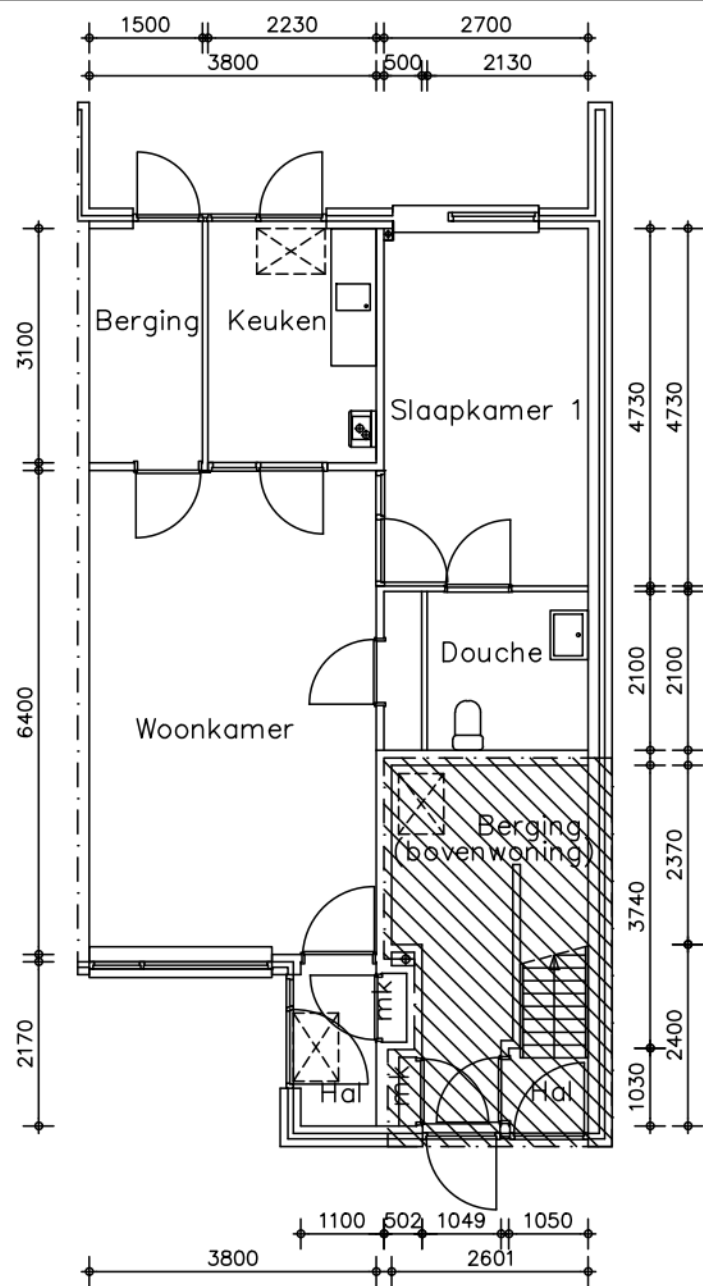 1500 2230 2700
3800 500 2130
Berging Keuken
3100
Slaapkamer 1
4730 4730
Douche
2100 2100
6400
Woonkamer
Berging
(bovenwoning)
2370
3740
mk
2170
2400
Hal mk Hal
1030
1100 502 1049 1050
3800 2601